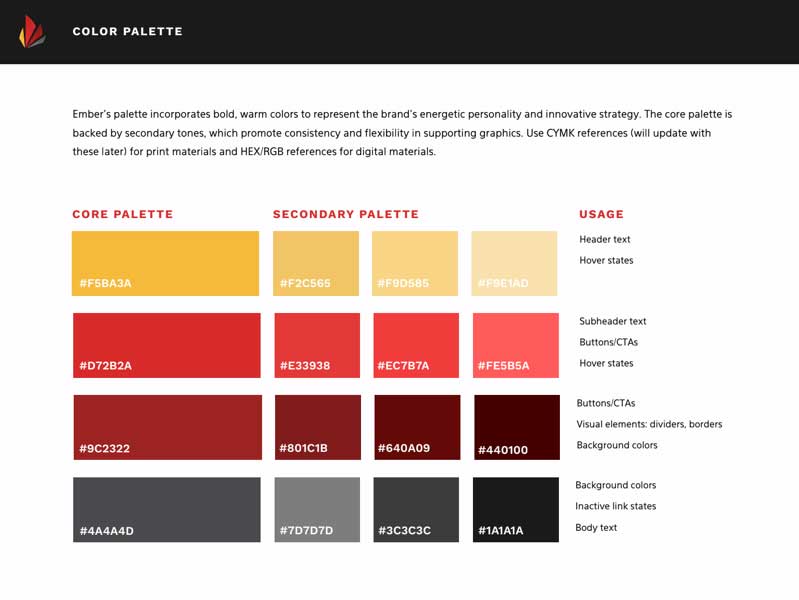 COLOR PALETTE
Ember's palette incorporates bold, warm colors to represent the brand's energetic personality and innovative strategy. The core palette is
backed by secondary tones, which promote consistency and flexibility in supporting graphics. Use CYMK references (will update with
these later) for print materials and HEX/RGB references for digital materials.
CORE PALETTE
SECONDARY PALETTE
USAGE
#F5BA3A
#F2C565
#F9D585
#F9E1AD
Header text
Hover states
#D72B2A
#E33938
#EC7B7A
#FE5B5A
Subheader text
Buttons/CTAs
Hover states
#9C2322
#801C1B
#640A09
#440100
Buttons/CTAs
Visual elements: dividers, borders
Background colors
#4A4A4D
#7D7D7D
#3C3C3C
#1A1A1A
Background colors
Inactive link states
Body text